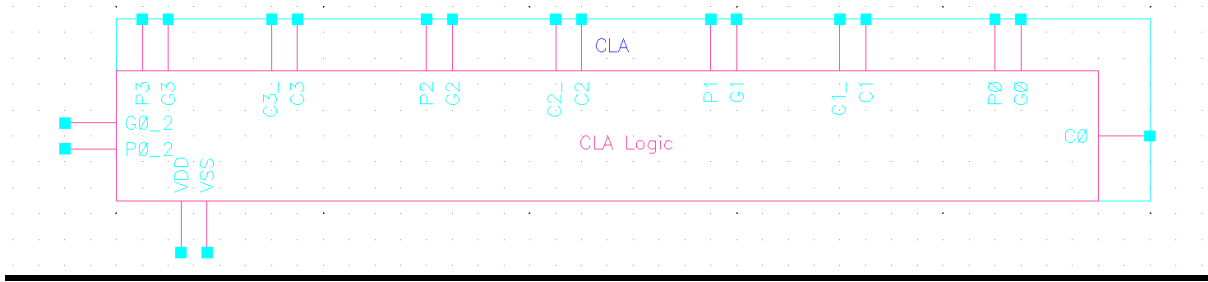 CLA
P3 G3 C3_ C3 P2 G2 C2_ C2 P1 G1 C1_ C1 P0 G0
G0_2
CLA Logic
C0
P0_2
VDD VSS